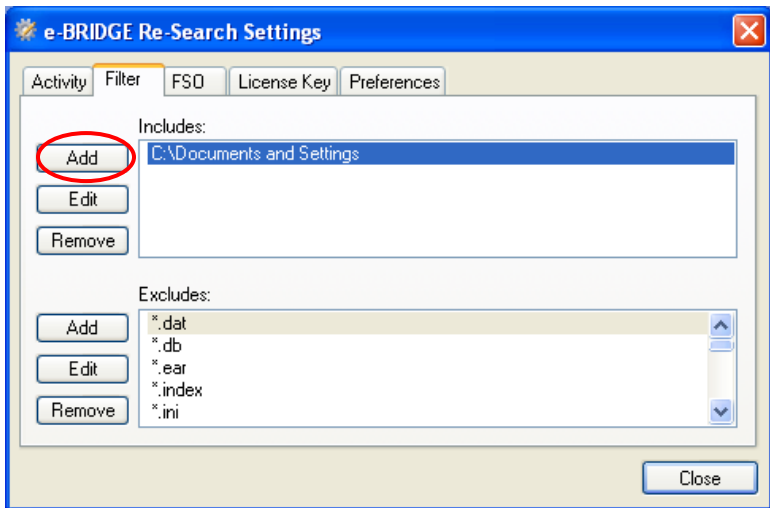 e-BRIDGE Re-Search Settings
Activity Filter FSO License Key Preferences
Includes:
Add
C:\Documents and Settings
Edit
Remove
Excludes:
Add
*.dat
*.db
Edit
*.ear
*.index
Remove
*.ini
Close